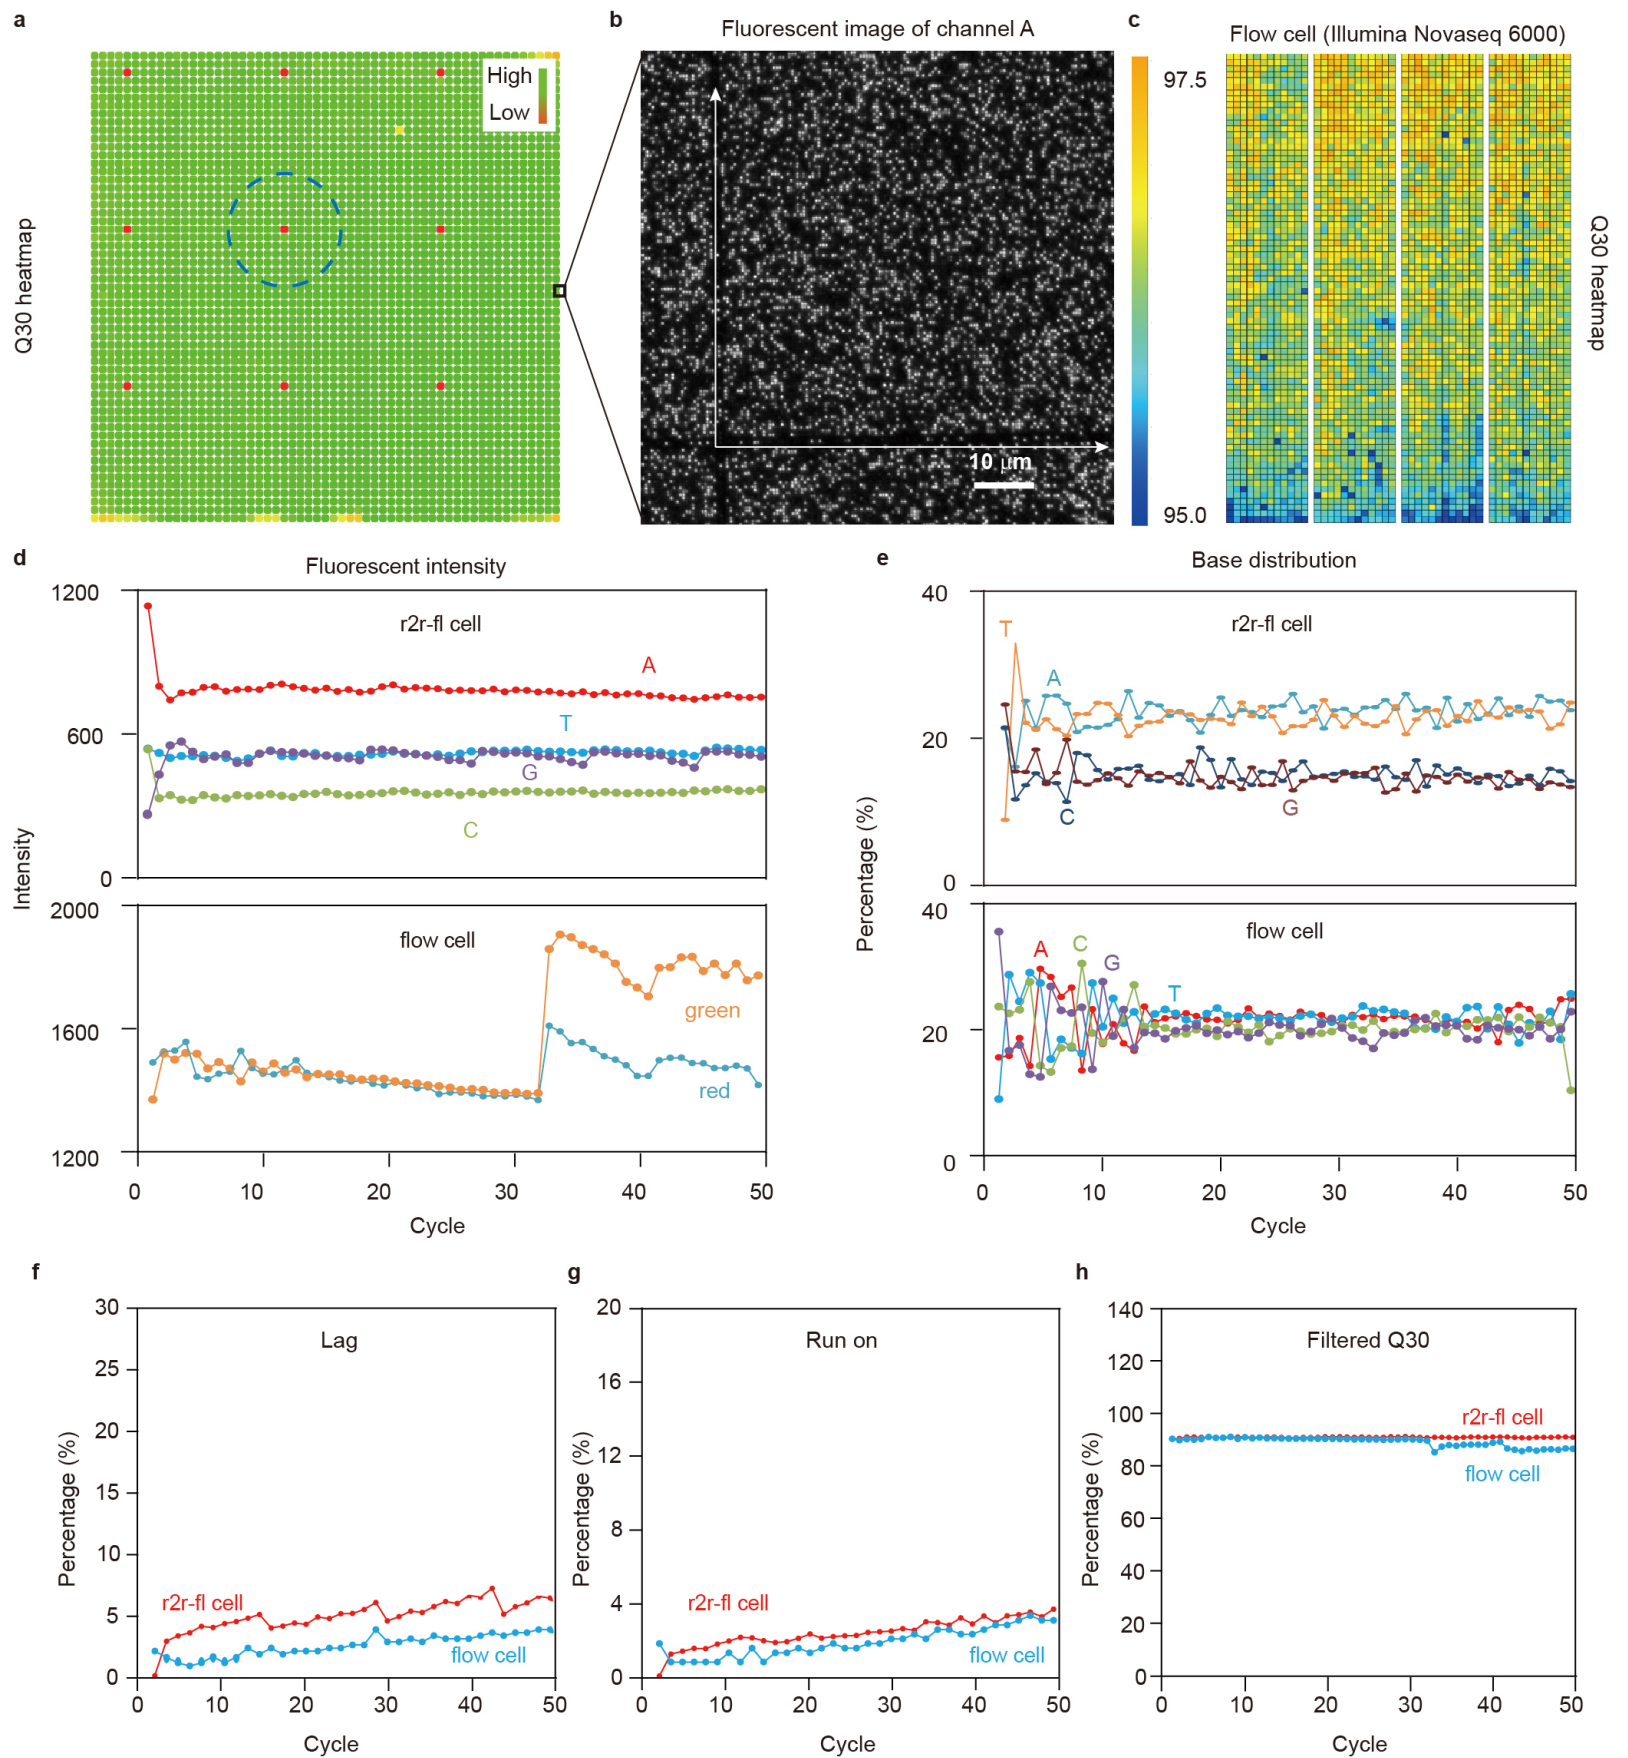 a
Q30 heatmap
High
Low
b
Fluorescent image of channel A
10 μm
c
Flow cell (Illumina Novaseq 6000)
97.5
95.0
Q30 heatmap
d
Fluorescent intensity
Intensity
1200
600
0
r2r-fl cell
A
T
G
C
2000
1600
1200
flow cell
green
red
0 10 20 30 40 50
Cycle
e
Base distribution
Percentage (%)
40
20
0
r2r-fl cell
T
A
C
G
40
20
0
flow cell
A
C
G
T
0 10 20 30 40 50
Cycle
f
Lag
Percentage (%)
30
25
20
15
10
5
0
r2r-fl cell
flow cell
0 10 20 30 40 50
Cycle
g
Run on
Percentage (%)
20
16
12
8
4
0
r2r-fl cell
flow cell
0 10 20 30 40 50
Cycle
h
Filtered Q30
Percentage (%)
140
120
100
80
60
40
20
0
r2r-fl cell
flow cell
0 10 20 30 40 50
Cycle